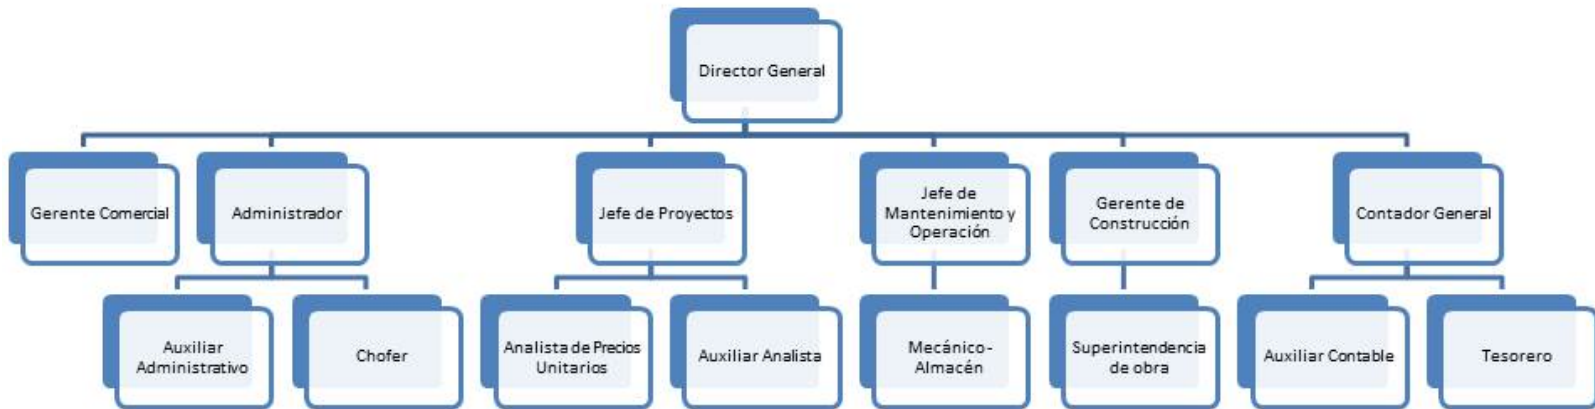 Director General
Gerente Comercial
Administrador
Jefe de Proyectos
Jefe de
Mantenimiento y
Operación
Gerente de
Construcción
Contador General
Auxiliar
Administrativo
Chofer
Analista de Precios
Unitarios
Auxiliar Analista
Mecánico-
Almacén
Superintendencia
de obra
Auxiliar Contable
Tesorero